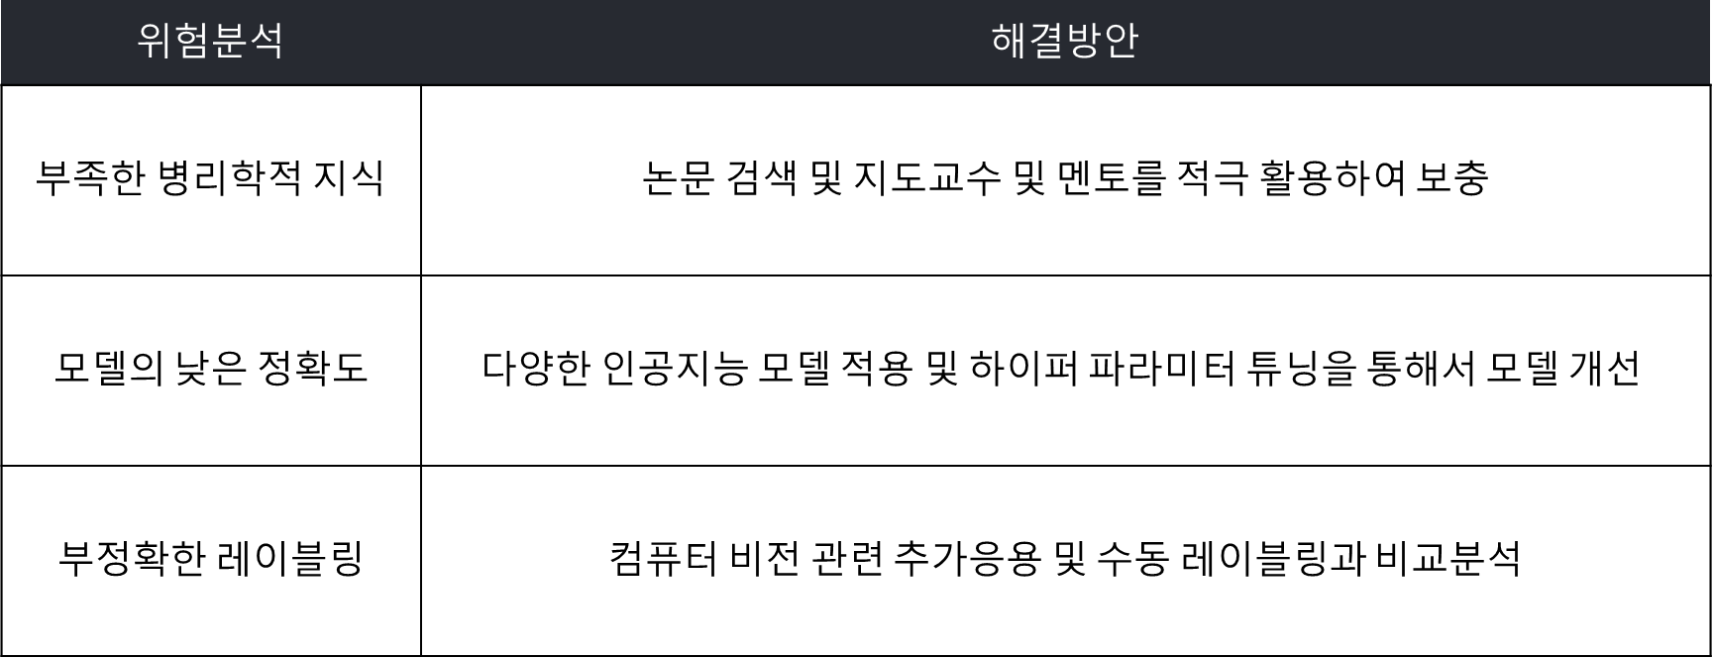 위험분석 해결방안
부족한 병리학적 지식 논문 검색 및 지도교수 및 멘토를 적극 활용하여 보충
모델의 낮은 정확도 다양한 인공지능 모델 적용 및 하이퍼 파라미터 튜닝을 통해서 모델 개선
부정확한 레이블링 컴퓨터 비전 관련 추가응용 및 수동 레이블링과 비교분석